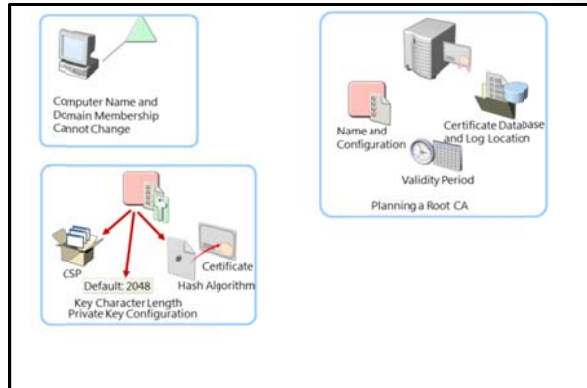 Computer Name and
Domain Membership
Cannot Change
Name and
Configuration
Certificate Database
and Log Location
Validity Period
Planning a Root CA
CSP
Certificate
Default: 2048
Hash Algorithm
Key Character Length
Private Key Configuration